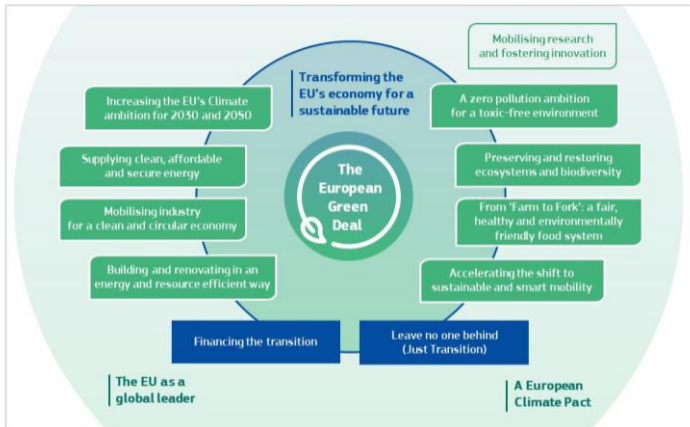 Mobilising research
and fostering innovation
Transforming the
EU's economy for a
sustainable future
Increasing the EU's Climate
ambition for 2030 and 2050
A zero pollution ambition
for a toxic-free environment
Supplying clean, affordable
and secure energy
The
European
Green
Deal
Preserving and restoring
ecosystems and biodiversity
Mobilising industry
for a clean and circular economy
From 'Farm to Fork': a fair,
healthy and environmentally
friendly food system
Building and renovating in an
energy and resource efficient way
Accelerating the shift to
sustainable and smart mobility
Financing the transition
Leave no one behind
(Just Transition)
The EU as a
global leader
A European
Climate Pact